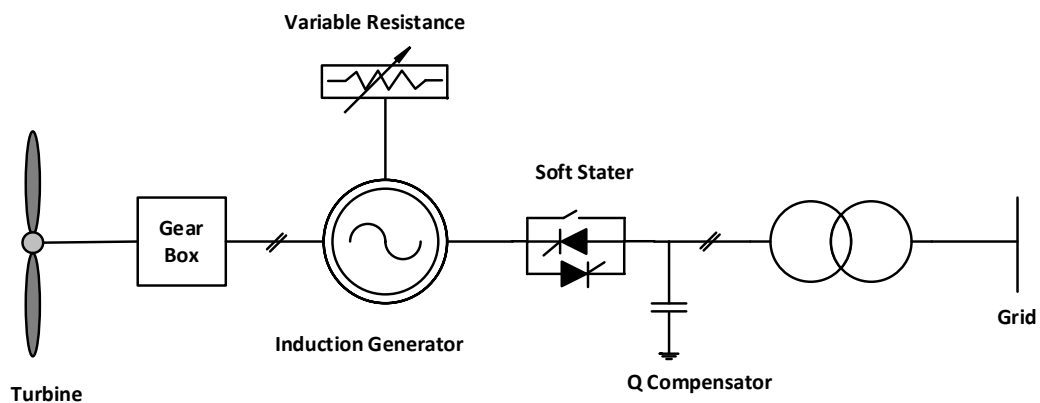 Variable Resistance
Soft Stater
Gear
Box
Grid
Induction Generator
Q Compensator
Turbine